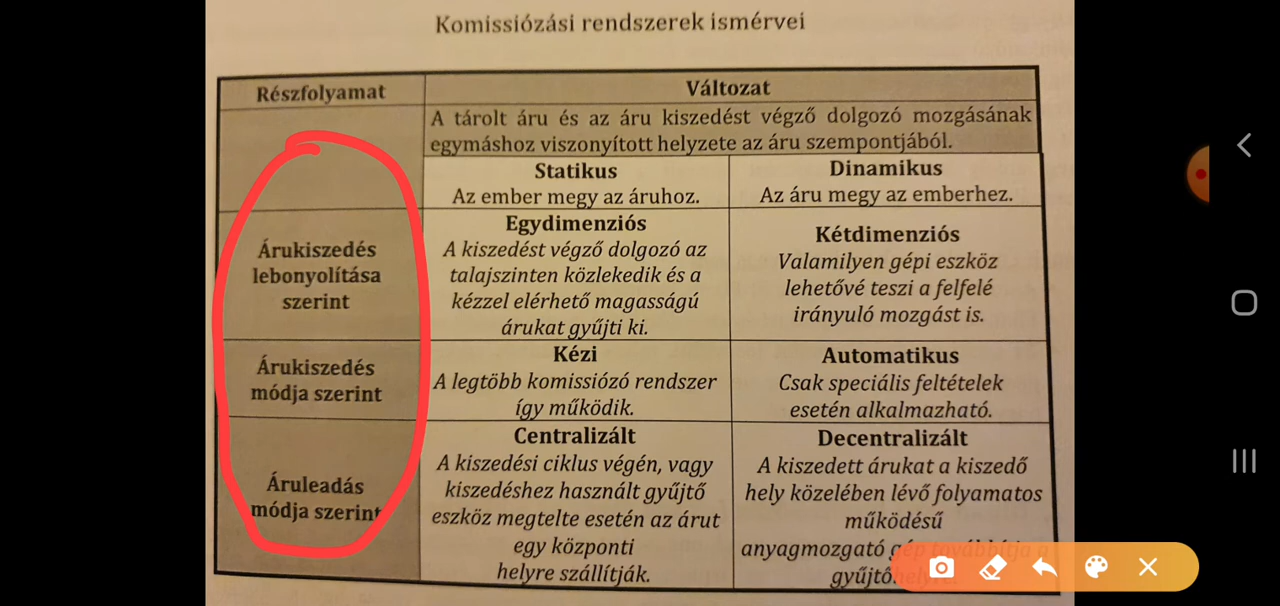 Komissiózási rendszerek ismérvei
Részfolyamat
Változat
A tárolt áru és az áru kiszedést végző dolgozó mozgásának
egymáshoz viszonyított helyzete az áru szempontjából.
Statikus
Az ember megy az áruhoz.
Dinamikus
Az áru megy az emberhez.
Árukiszedés
lebonyolítása
szerint
Egydimenziós
A kiszedést végző dolgozó az
talajszinten közlekedik és a
kézzel elérhető magasságú
árukat gyűjti ki.
Kétdimenziós
Valamilyen gépi eszköz
lehetővé teszi a felfelé
irányuló mozgást is.
Árukiszedés
módja szerint
Kézi
A legtöbb komissiózó rendszer
így működik.
Automatikus
Csak speciális feltételek
esetén alkalmazható.
Áruleadás
módja szerint
Centralizált
A kiszedési ciklus végén, vagy
kiszedéshez használt gyűjtő
eszköz megtelte esetén az árut
egy központi
helyre szállítják.
Decentralizált
A kiszedett árukat a kiszedő
hely közelében lévő folyamatos
működésű
anyagmozgató gép továbbítja a
gyűjtőhelyre.